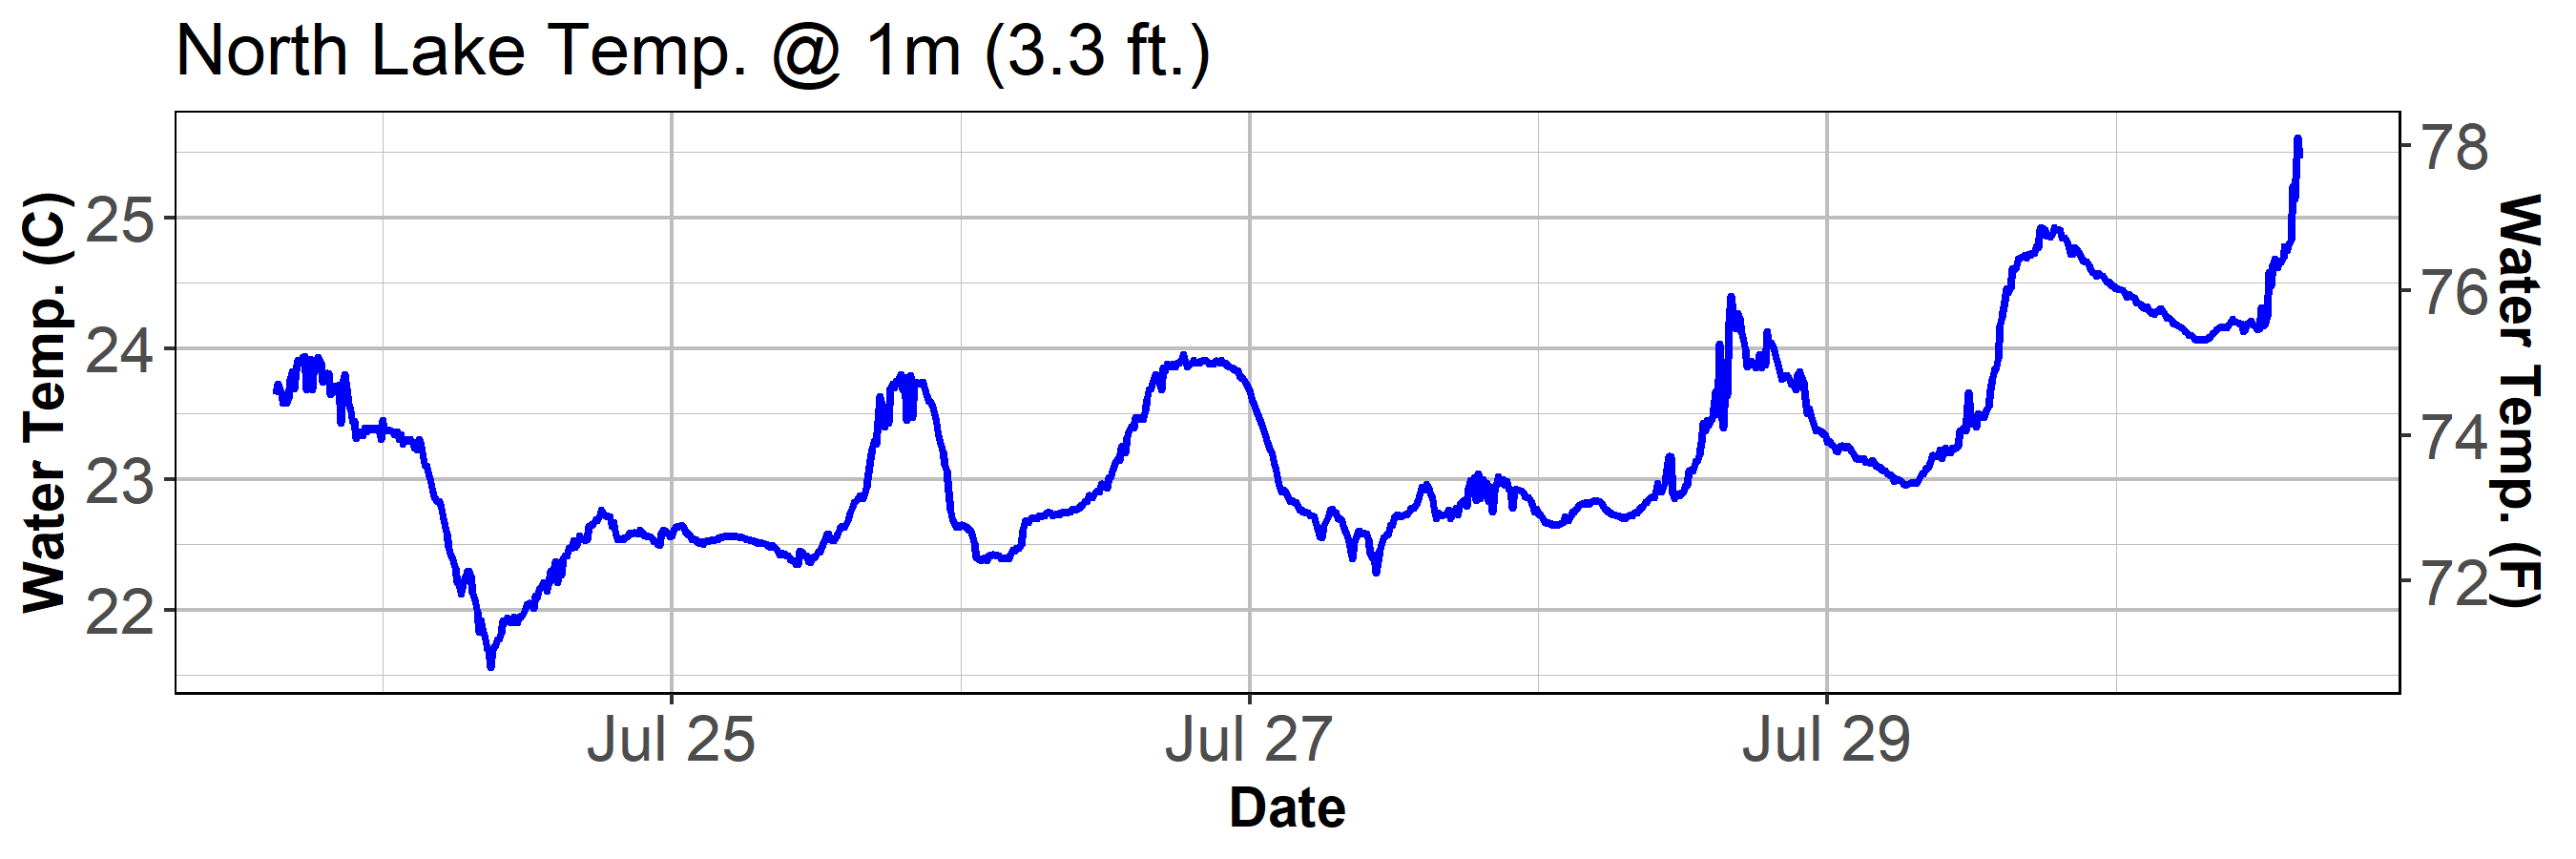 North Lake Temp. @ 1m (3.3 ft.)
Water Temp. (C)
25
24
23
22
78
76
74
72
Water Temp. (F)
Jul 25 Jul 27 Jul 29
Date